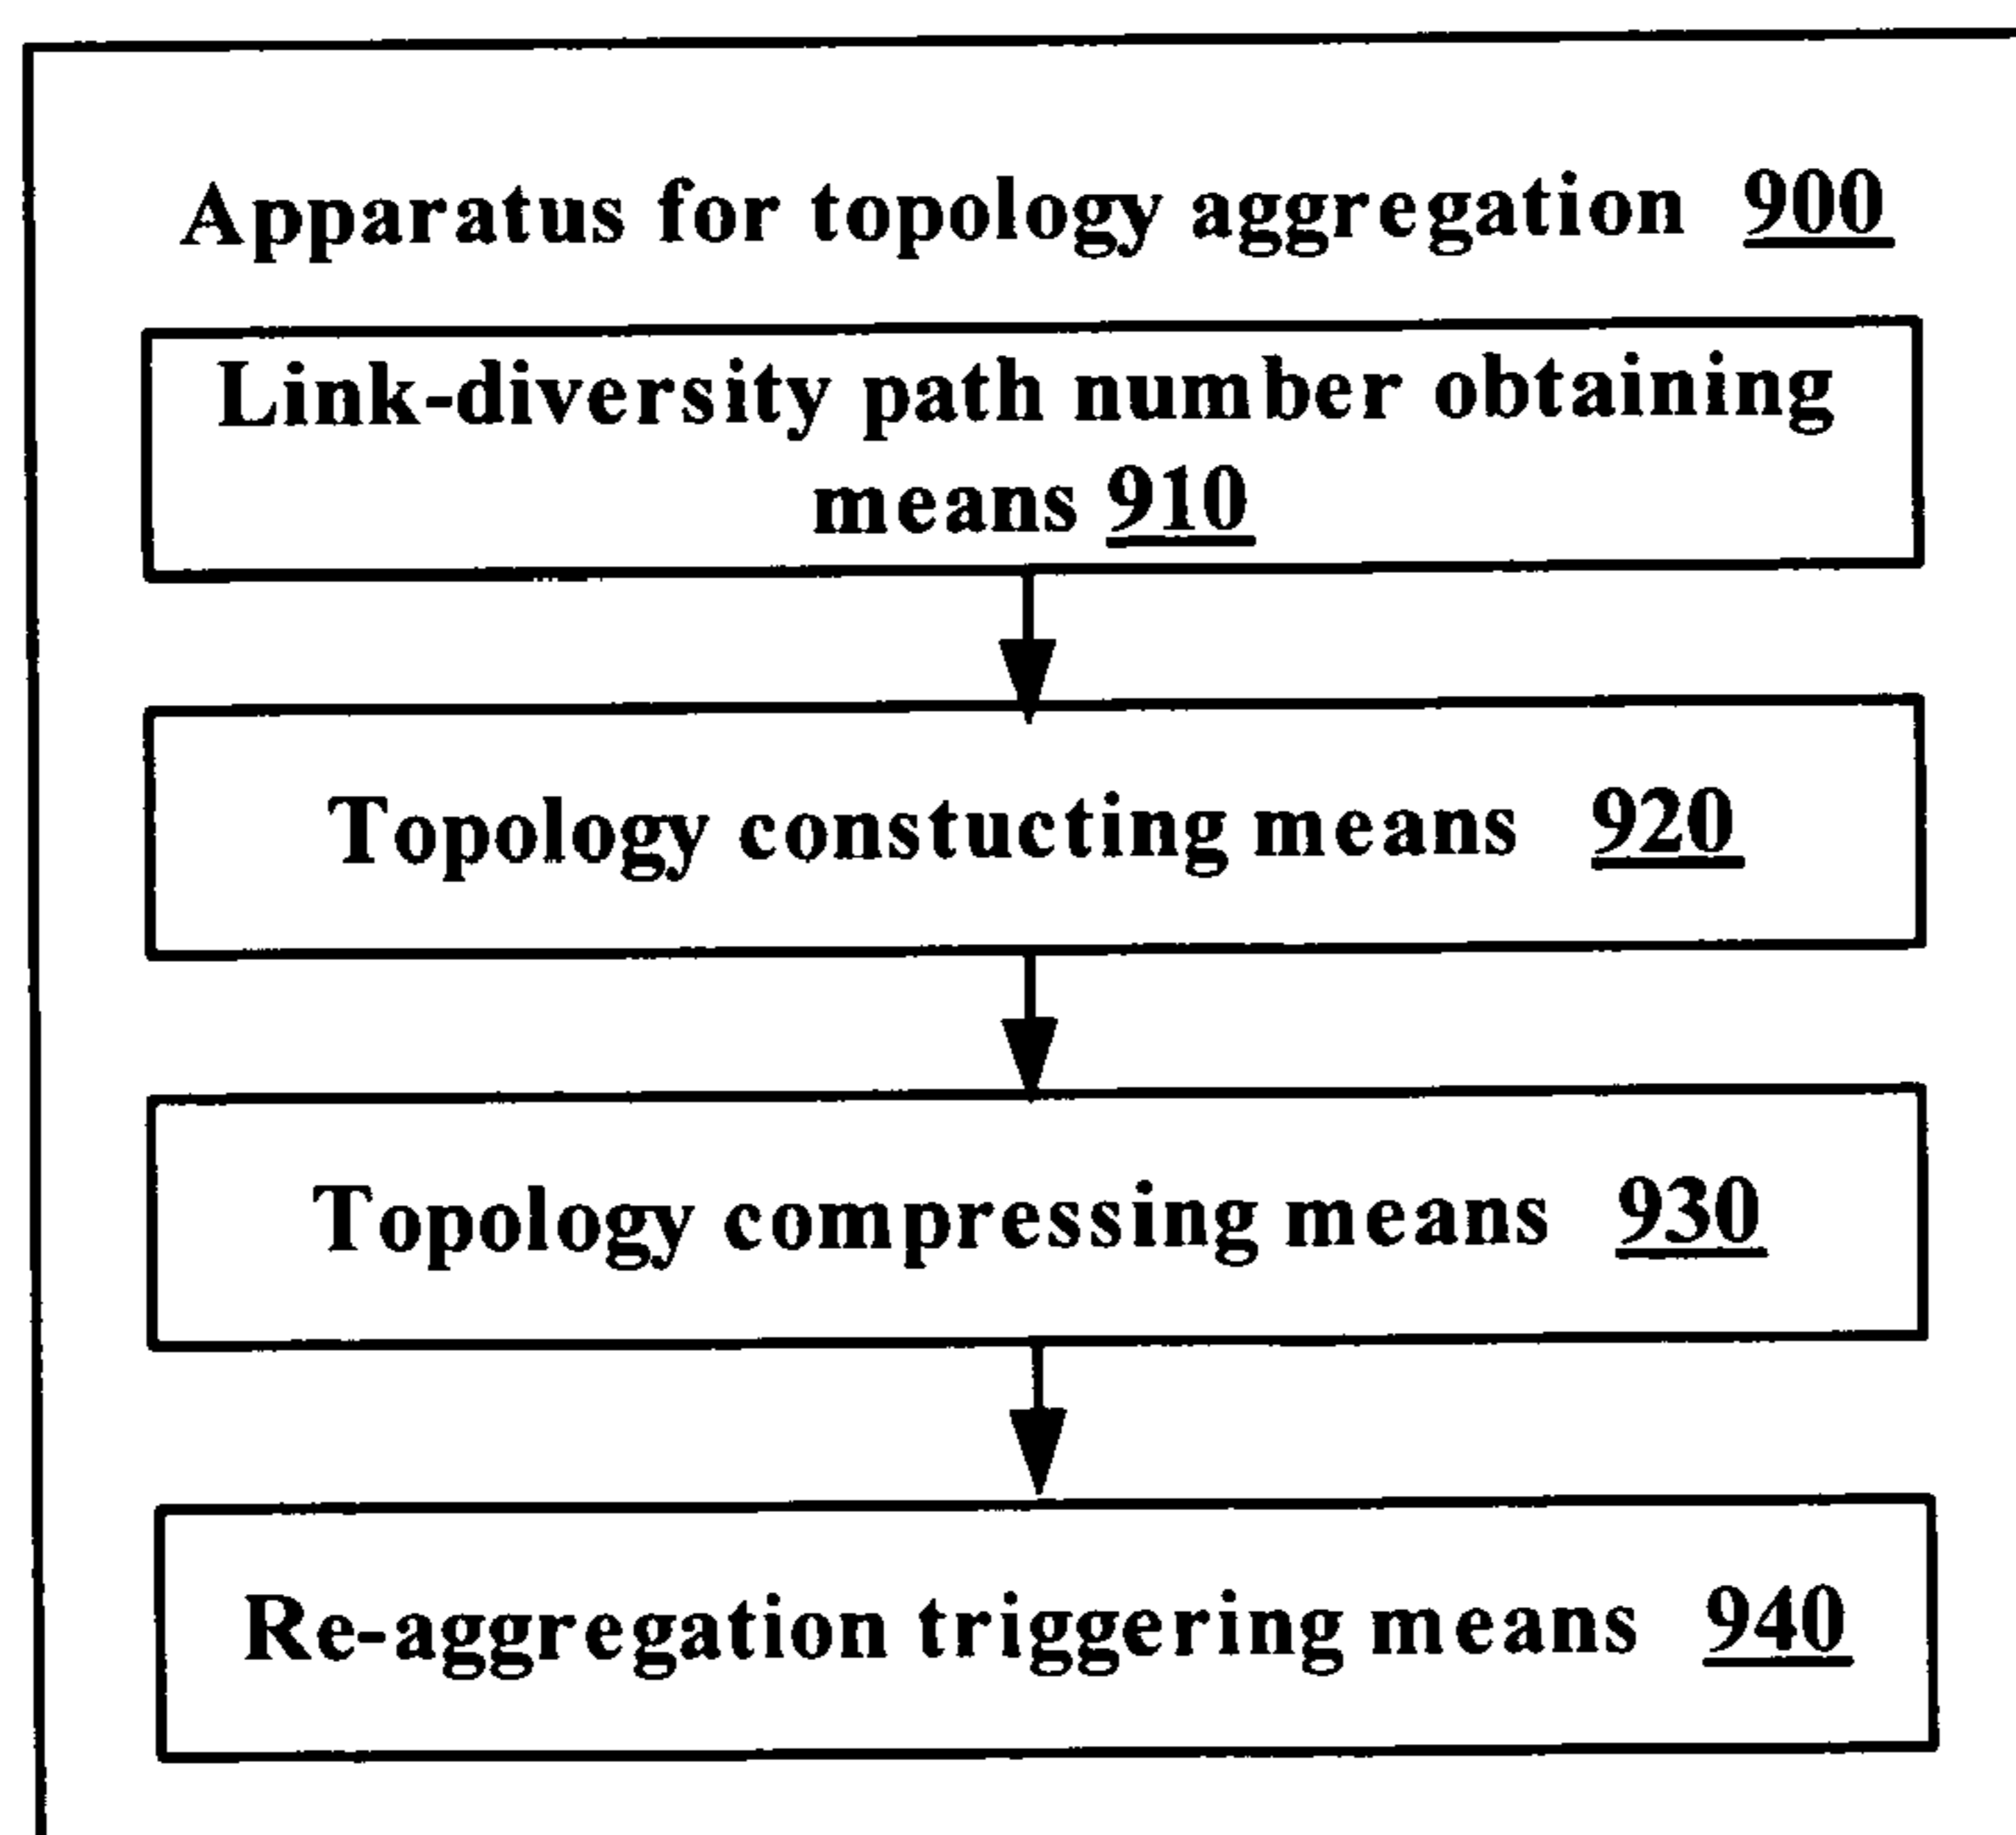 Apparatus for topology aggregation 900
Link-diversity path number obtaining
means 910
Topology constucting means 920
Topology compressing means 930
Re-aggregation triggering means 940